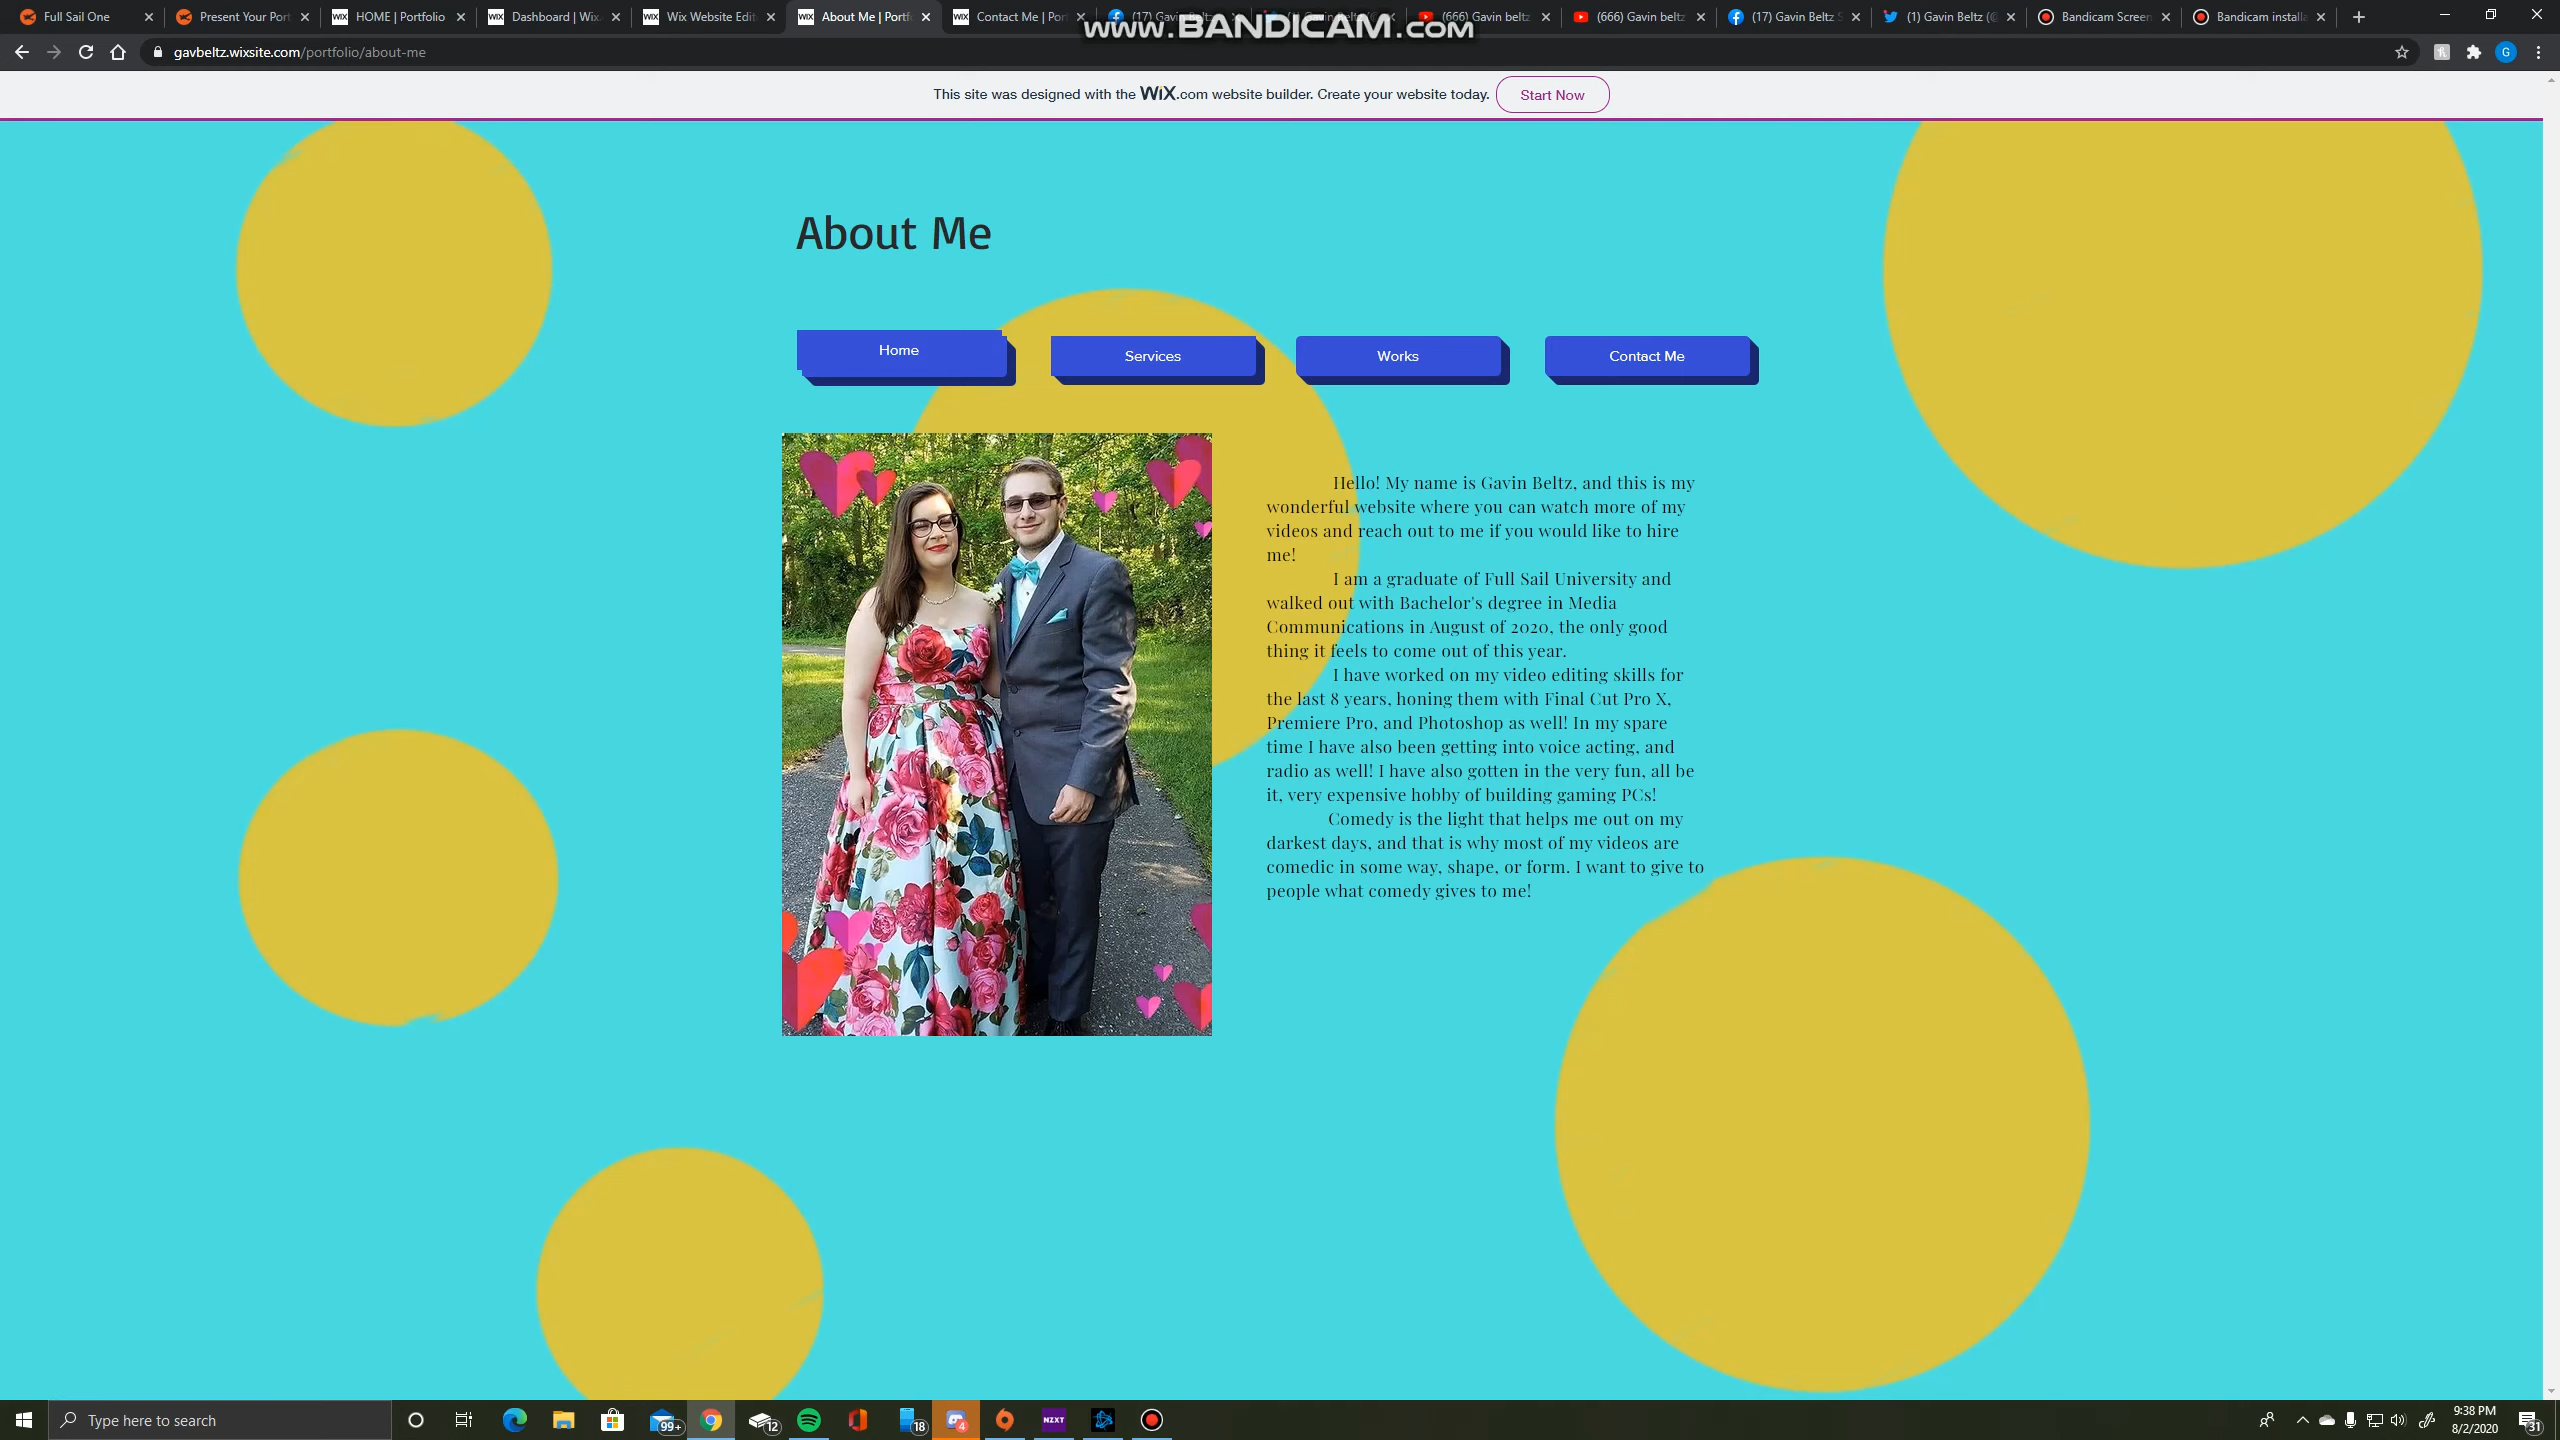 Full Sail One
Present Your Port
HOME | Portfolio
Dashboard | Wix.
Wix Website Edit
About Me | Portf
Contact Me | Por
(17) Gavin Beltz
(1) Gavin Beltz (@
(666) Gavin beltz
(666) Gavin beltz
(17) Gavin Beltz S
(1) Gavin Beltz (@
Bandicam Screen
Bandicam installa
www.BANDICAM.com
gavbeltz.wixsite.com/portfolio/about-me
G
This site was designed with the WiX.com website builder. Create your website today.
Start Now
About Me
Home
Services
Works
Contact Me
Hello! My name is Gavin Beltz, and this is my
wonderful website where you can watch more of my
videos and reach out to me if you would like to hire
me!
I am a graduate of Full Sail University and
walked out with Bachelor's degree in Media
Communications in August of 2020, the only good
thing it feels to come out of this year.
I have worked on my video editing skills for
the last 8 years, honing them with Final Cut Pro X,
Premiere Pro, and Photoshop as well! In my spare
time I have also been getting into voice acting, and
radio as well! I have also gotten in the very fun, all be
it, very expensive hobby of building gaming PCs!
Comedy is the light that helps me out on my
darkest days, and that is why most of my videos are
comedic in some way, shape, or form. I want to give to
people what comedy gives to me!
Type here to search
99+
12
18
4
NZXT
9:38 PM
8/2/2020
31